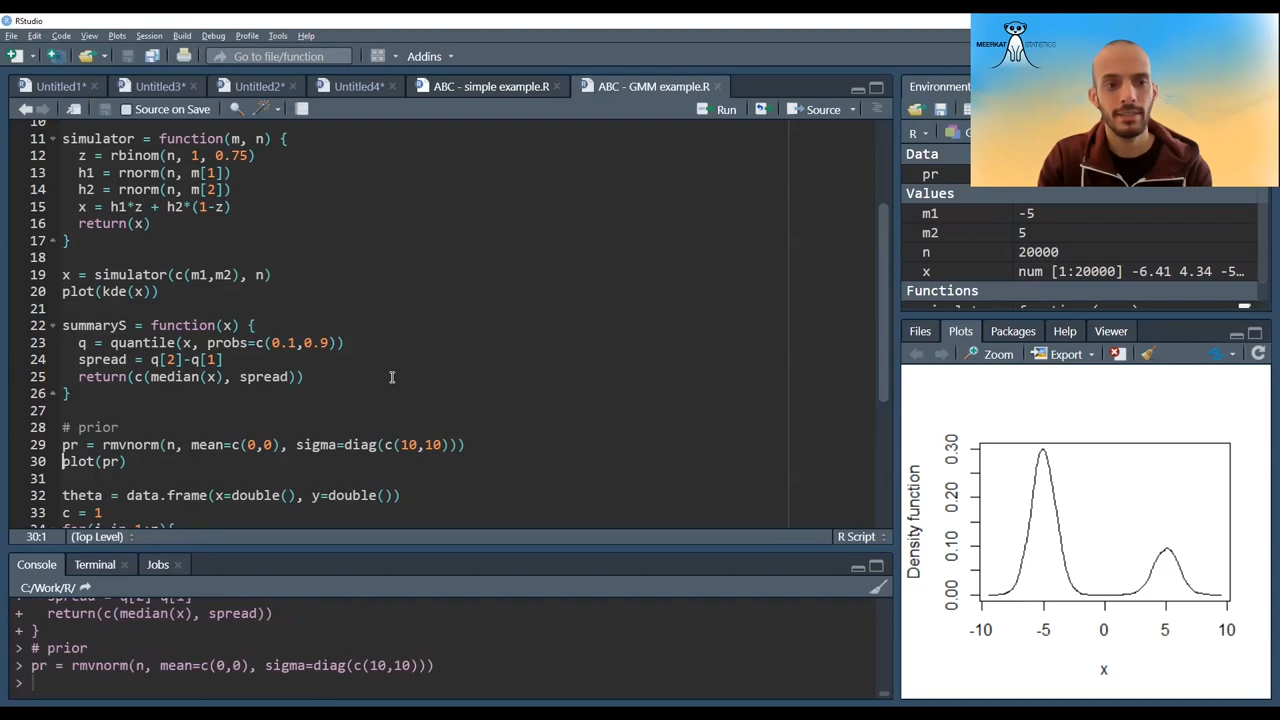 RStudio
File Edit Code View Plots Session Build Debug Profile Tools Help
Go to file/function
Addins
MEERKAT STATISTICS
Untitled1* Untitled3* Untitled2* Untitled4* ABC - simple example.R ABC - GMM example.R
Source on Save
Run
Source
10
11 simulator = function(m, n) {
12 z = rbinom(n, 1, 0.75)
13 h1 = rnorm(n, m[1])
14 h2 = rnorm(n, m[2])
15 x = h1*z + h2*(1-z)
16 return(x)
17 }
18
19 x = simulator(c(m1,m2), n)
20 plot(kde(x))
21
22 summaryS = function(x) {
23 q = quantile(x, probs=c(0.1,0.9))
24 spread = q[2]-q[1]
25 return(c(median(x), spread))
26 }
27
28 # prior
29 pr = rmvnorm(n, mean=c(0,0), sigma=diag(c(10,10)))
30 plot(pr)
31
32 theta = data.frame(x=double(), y=double())
33 c = 1
30:1 (Top Level) R Script
Console Terminal Jobs
C:/Work/R/
+ return(c(median(x), spread))
+ }
> # prior
> pr = rmvnorm(n, mean=c(0,0), sigma=diag(c(10,10)))
>
Environme
R
Data
pr
Values
m1 -5
m2 5
n 20000
x num [1:20000] -6.41 4.34 -5…
Functions
Files Plots Packages Help Viewer
Zoom Export
Density function
0.30
0.20
0.10
0.00
-10 -5 0 5 10
x